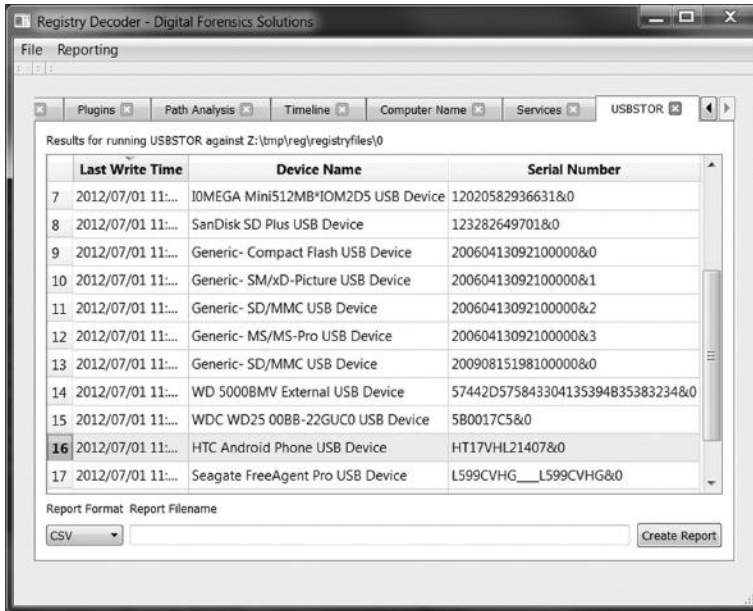 Registry Decoder - Digital Forensics Solutions
File Reporting
Plugins Path Analysis Timeline Computer Name Services USBSTOR
Results for running USBSTOR against Z:\tmp\reg\registryfiles\0
Last Write Time Device Name Serial Number
7 2012/07/01 11:... I0MEGA Mini512MB*IOM2D5 USB Device 12020582936631&0
8 2012/07/01 11:... SanDisk SD Plus USB Device 123282649701&0
9 2012/07/01 11:... Generic- Compact Flash USB Device 20060413092100000&0
10 2012/07/01 11:... Generic- SM/xD-Picture USB Device 20060413092100000&1
11 2012/07/01 11:... Generic- SD/MMC USB Device 20060413092100000&2
12 2012/07/01 11:... Generic- MS/MS-Pro USB Device 20060413092100000&3
13 2012/07/01 11:... Generic- SD/MMC USB Device 20090815198100000&0
14 2012/07/01 11:... WD 5000BMV External USB Device 57442D575843304135394B35383234&0
15 2012/07/01 11:... WDC WD25 00BB-22GUC0 USB Device 5B0017C5&0
16 2012/07/01 11:... HTC Android Phone USB Device HT17VHL21407&0
17 2012/07/01 11:... Seagate FreeAgent Pro USB Device L599CVHG___L599CVHG&0
Report Format Report Filename
CSV Create Report